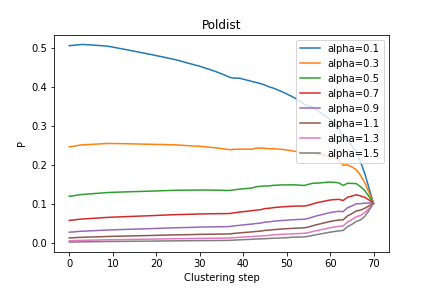 Poldist
P
0.5
0.4
0.3
0.2
0.1
0.0
alpha=0.1
alpha=0.3
alpha=0.5
alpha=0.7
alpha=0.9
alpha=1.1
alpha=1.3
alpha=1.5
0 10 20 30 40 50 60 70
Clustering step